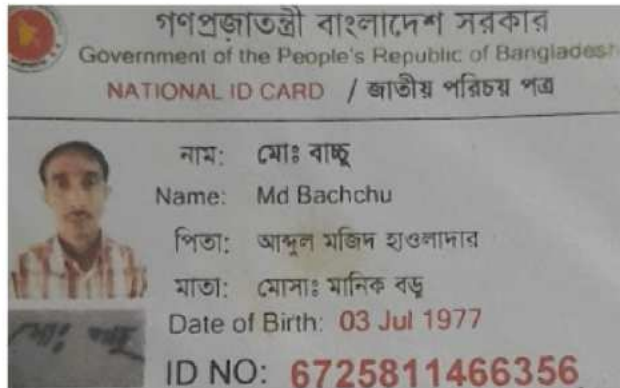 গণপ্রজাতন্ত্রী বাংলাদেশ সরকার
Government of the People's Republic of Bangladesh
NATIONAL ID CARD / জাতীয় পরিচয় পত্র
নাম: মোঃ বাচ্চু
Name: Md Bachchu
পিতা: আব্দুল মজিদ হাওলাদার
মাতা: মোসাঃ মানিক বড়ু
Date of Birth: 03 Jul 1977
মোঃ বাচ্চু
ID NO: 6725811466356